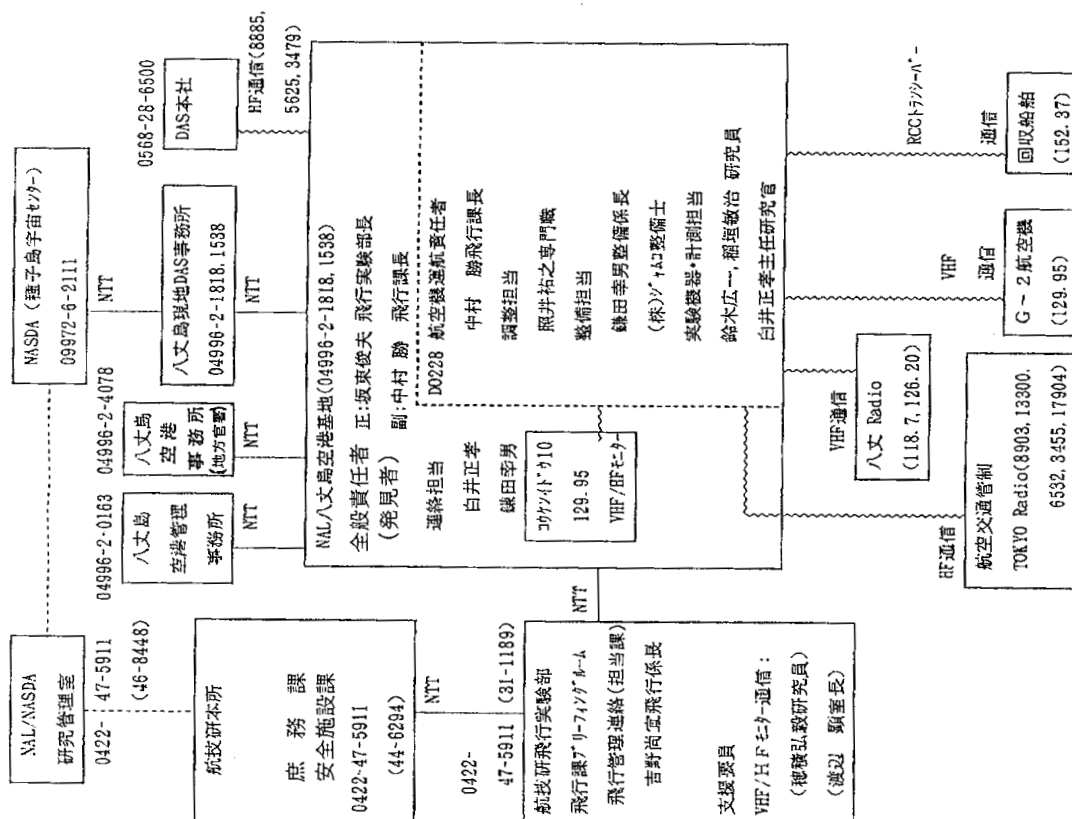 NAL/NASDA
研究管理室
0422- 47-5911
(46-8448)
NASDA (種子島宇宙センター)
09972-6-2111
NTT
航技研本所
庶務課
安全施設課
0422-47-5911
(44-6294)
NTT
0422-
47-5911 (31-1189)
航技研飛行実験部
飛行課ブリーフィングルーム
飛行管理連絡(担当課)
吉野尚宜飛行係長
支援要員
VHF/HFモニター通信:
(穂積弘毅研究員)
(渡辺 顕室長)
NTT
04996-2-0163
八丈島
空港管理
事務所
NTT
04996-2-4078
八丈島
空港
事務所
(地方官署)
NTT
八丈島現地DAS事務所
04996-2-1818,1538
0568-28-6500
DAS本社
HF通信(8885,
5625,3479)
NAL八丈島空港基地(04996-2-1818,1538)
全般責任者 正:坂東俊夫 飛行実験部長
(発見者) 副:中村 勝 飛行課長
連絡担当
白井正孝
鎌田幸男
コウケンイドウ10
129.95
VHF/HFモニター
DO228 航空機運航責任者
中村 勝飛行課長
調整担当
照井祐之専門職
整備担当
鎌田幸男整備係長
(株)ジャムコ整備士
実験機器・計測担当
鈴木広一,稲垣敏治 研究員
白井正孝主任研究官
HF通信
航空交通管制
TOKYO Radio(8903,13300,
6532,3455,17904)
VHF通信
八丈 Radio
(118.7,126.20)
VHF
通信
G-2航空機
(129.95)
RCCトランシーバー
通信
回収船舶
(152.37)